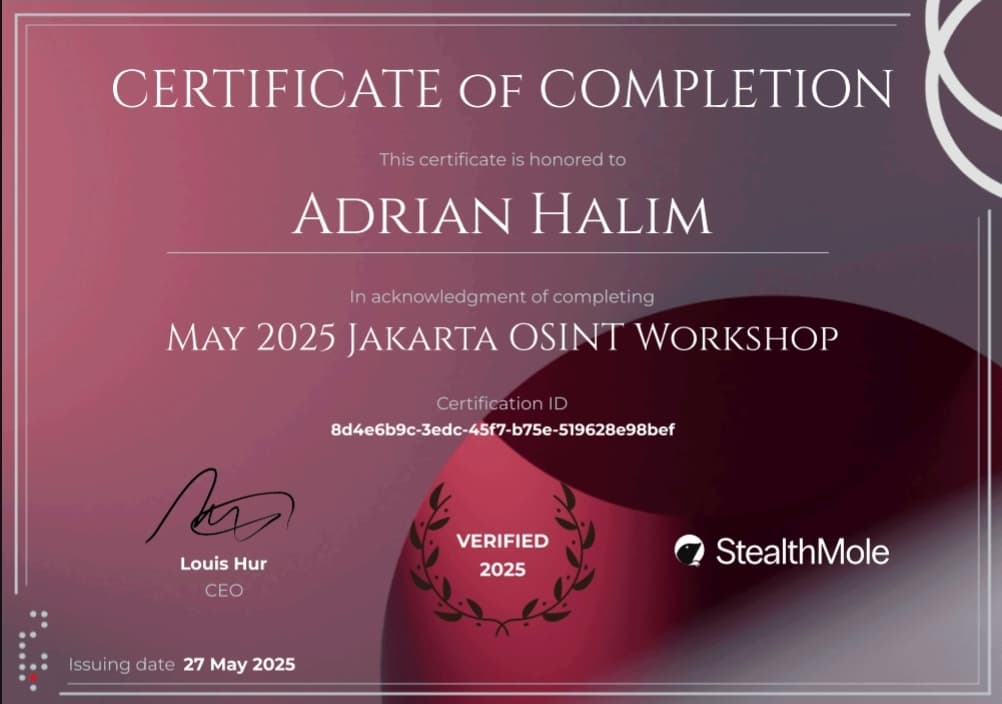 CERTIFICATE OF COMPLETION
This certificate is honored to
ADRIAN HALIM
In acknowledgment of completing
MAY 2025 JAKARTA OSINT WORKSHOP
Certification ID
8d4e6b9c-3edc-45f7-b75e-519628e98bef
VERIFIED
2025
StealthMole
Louis Hur
CEO
Issuing date 27 May 2025